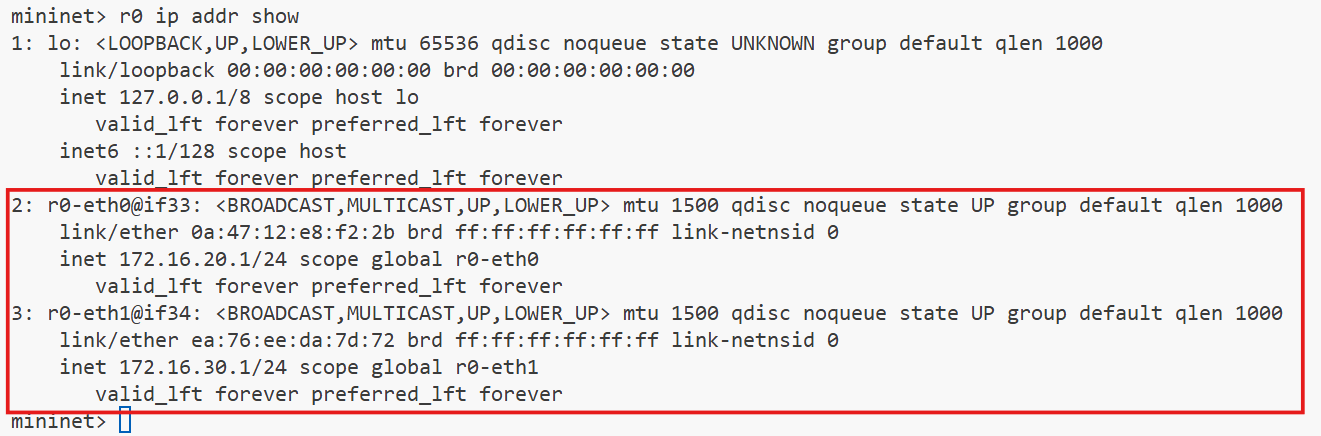 mininet> r0 ip addr show
1: lo: <LOOPBACK,UP,LOWER_UP> mtu 65536 qdisc noqueue state UNKNOWN group default qlen 1000
    link/loopback 00:00:00:00:00:00 brd 00:00:00:00:00:00
    inet 127.0.0.1/8 scope host lo
       valid_lft forever preferred_lft forever
    inet6 ::1/128 scope host
       valid_lft forever preferred_lft forever
2: r0-eth0@if33: <BROADCAST,MULTICAST,UP,LOWER_UP> mtu 1500 qdisc noqueue state UP group default qlen 1000
    link/ether 0a:47:12:e8:f2:2b brd ff:ff:ff:ff:ff:ff link-netnsid 0
    inet 172.16.20.1/24 scope global r0-eth0
       valid_lft forever preferred_lft forever
3: r0-eth1@if34: <BROADCAST,MULTICAST,UP,LOWER_UP> mtu 1500 qdisc noqueue state UP group default qlen 1000
    link/ether ea:76:ee:da:7d:72 brd ff:ff:ff:ff:ff:ff link-netnsid 0
    inet 172.16.30.1/24 scope global r0-eth1
       valid_lft forever preferred_lft forever
mininet>